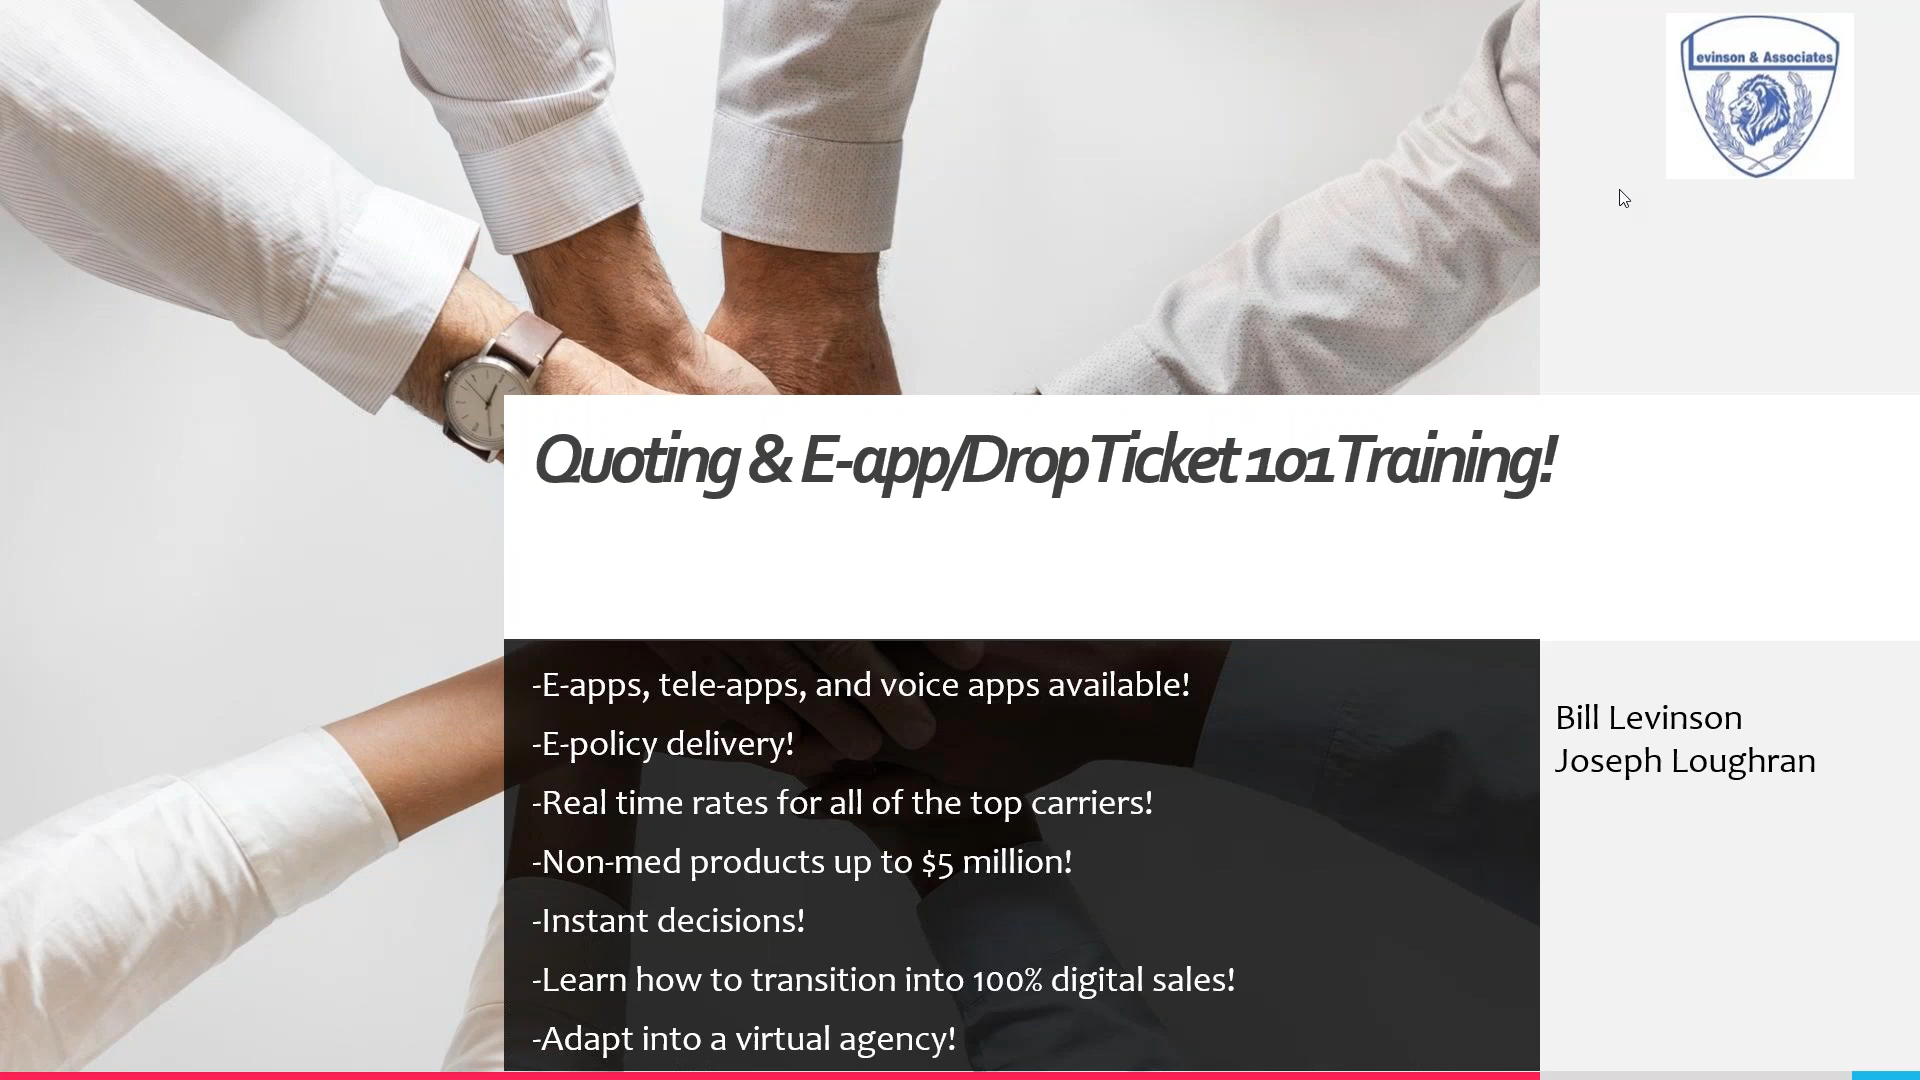 Levinson & Associates
Quoting & E-app/DropTicket 101 Training!
-E-apps, tele-apps, and voice apps available!
-E-policy delivery!
-Real time rates for all of the top carriers!
-Non-med products up to $5 million!
-Instant decisions!
-Learn how to transition into 100% digital sales!
-Adapt into a virtual agency!
Bill Levinson
Joseph Loughran